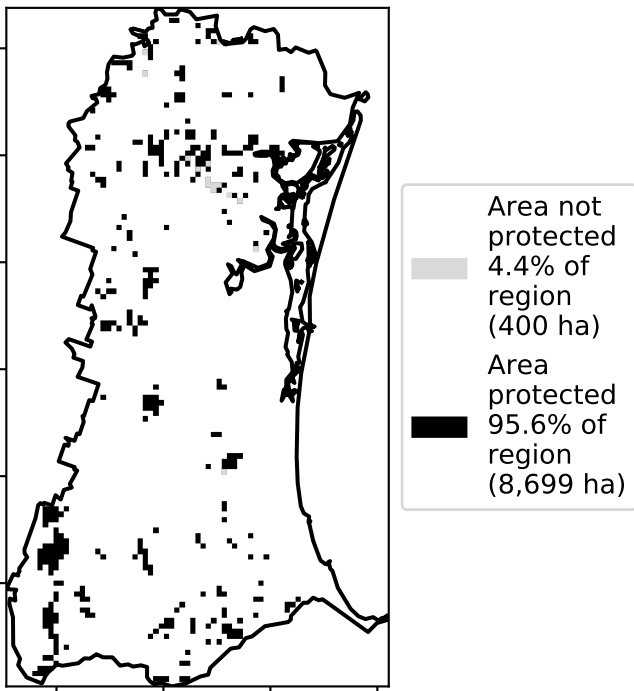 Area not
protected
4.4% of
region
(400 ha)
Area
protected
95.6% of
region
(8,699 ha)